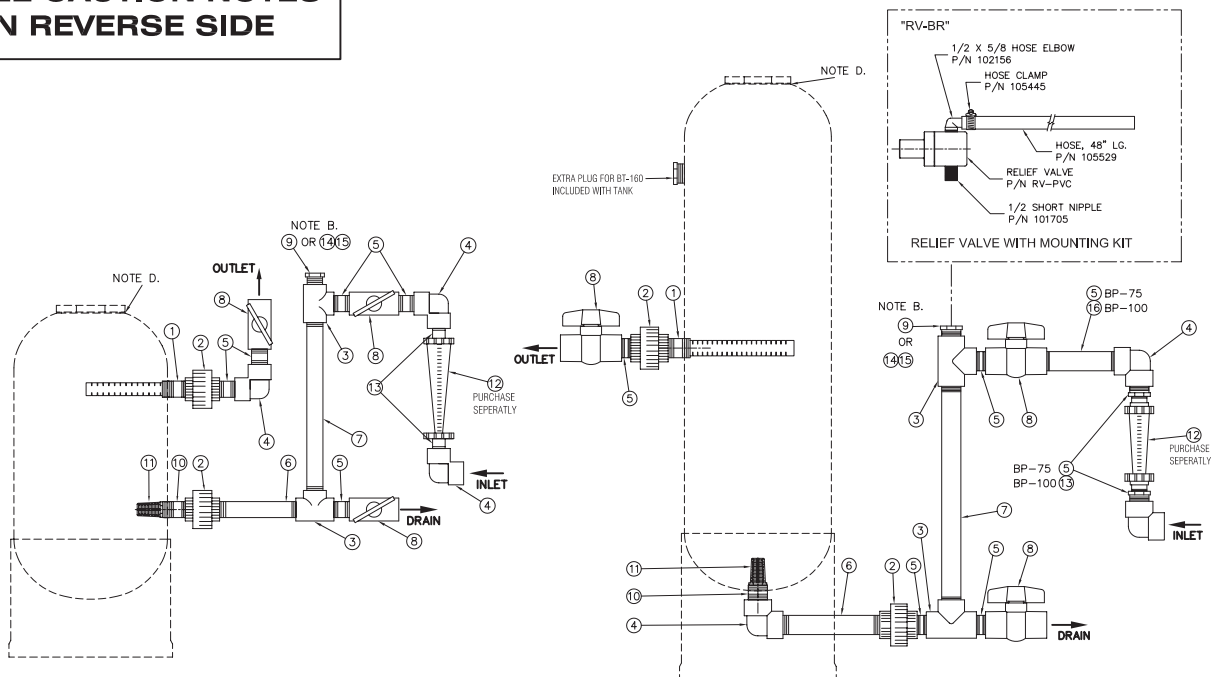 N REVERSE SIDE
"RV-BR"
1/2 X 5/8 HOSE ELBOW
P/N 102156
HOSE CLAMP
P/N 105445
HOSE, 48" LG.
P/N 105529
RELIEF VALVE
P/N RV-PVC
1/2 SHORT NIPPLE
P/N 101705
RELIEF VALVE WITH MOUNTING KIT
NOTE D.
1
2
5
8
OUTLET
4
NOTE B.
9 OR 14 15
5
4
3
8
13
12
PURCHASE
SEPERATLY
7
INLET
4
11
10
2
6
5
3
8
DRAIN
NOTE D.
EXTRA PLUG FOR BT-160
INCLUDED WITH TANK
8
2
1
OUTLET
5
NOTE B.
9
OR
14 15
5 BP-75
16 BP-100
4
3
5
8
12
PURCHASE
SEPERATLY
BP-75 5
BP-100 13
7
INLET
11
10
4
6
2
5
3
5
8
DRAIN